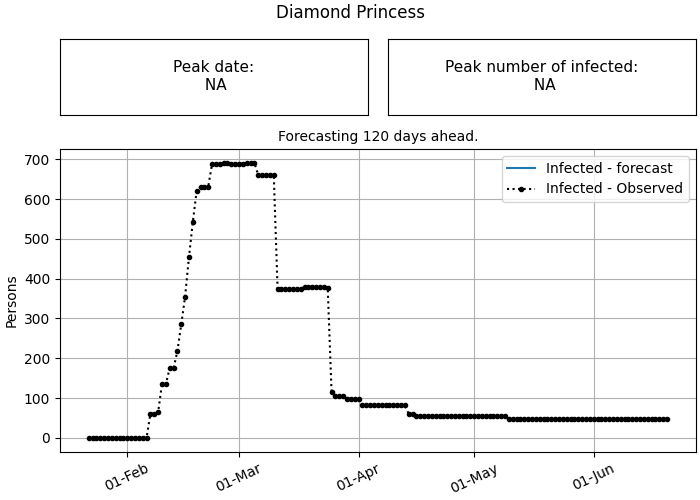 Diamond Princess
Peak date:
NA
Peak number of infected:
NA
Forecasting 120 days ahead.
Infected - forecast
Infected - Observed
Persons
700
600
500
400
300
200
100
0
01-Feb
01-Mar
01-Apr
01-May
01-Jun